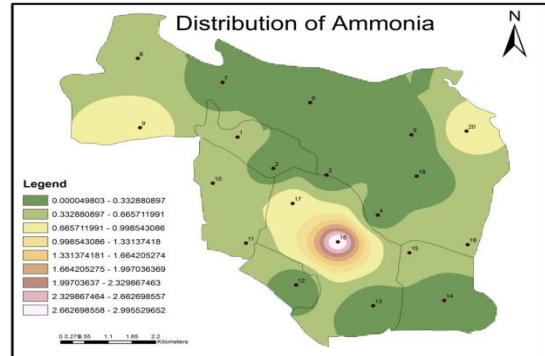 Distribution of Ammonia
N
8
7
6
9
1
5
20
2
3
19
10
17
4
11
16
15
18
12
13
14
Legend
0.000049803 - 0.332880897
0.332880897 - 0.665711991
0.665711991 - 0.998543086
0.998543086 - 1.33137418
1.331374181 - 1.664205274
1.664205275 - 1.997036369
1.99703637 - 2.329867463
2.329867464 - 2.662698557
2.662698558 - 2.995529652
0 0.275 0.55 1.1 1.65 2.2
Kilometers